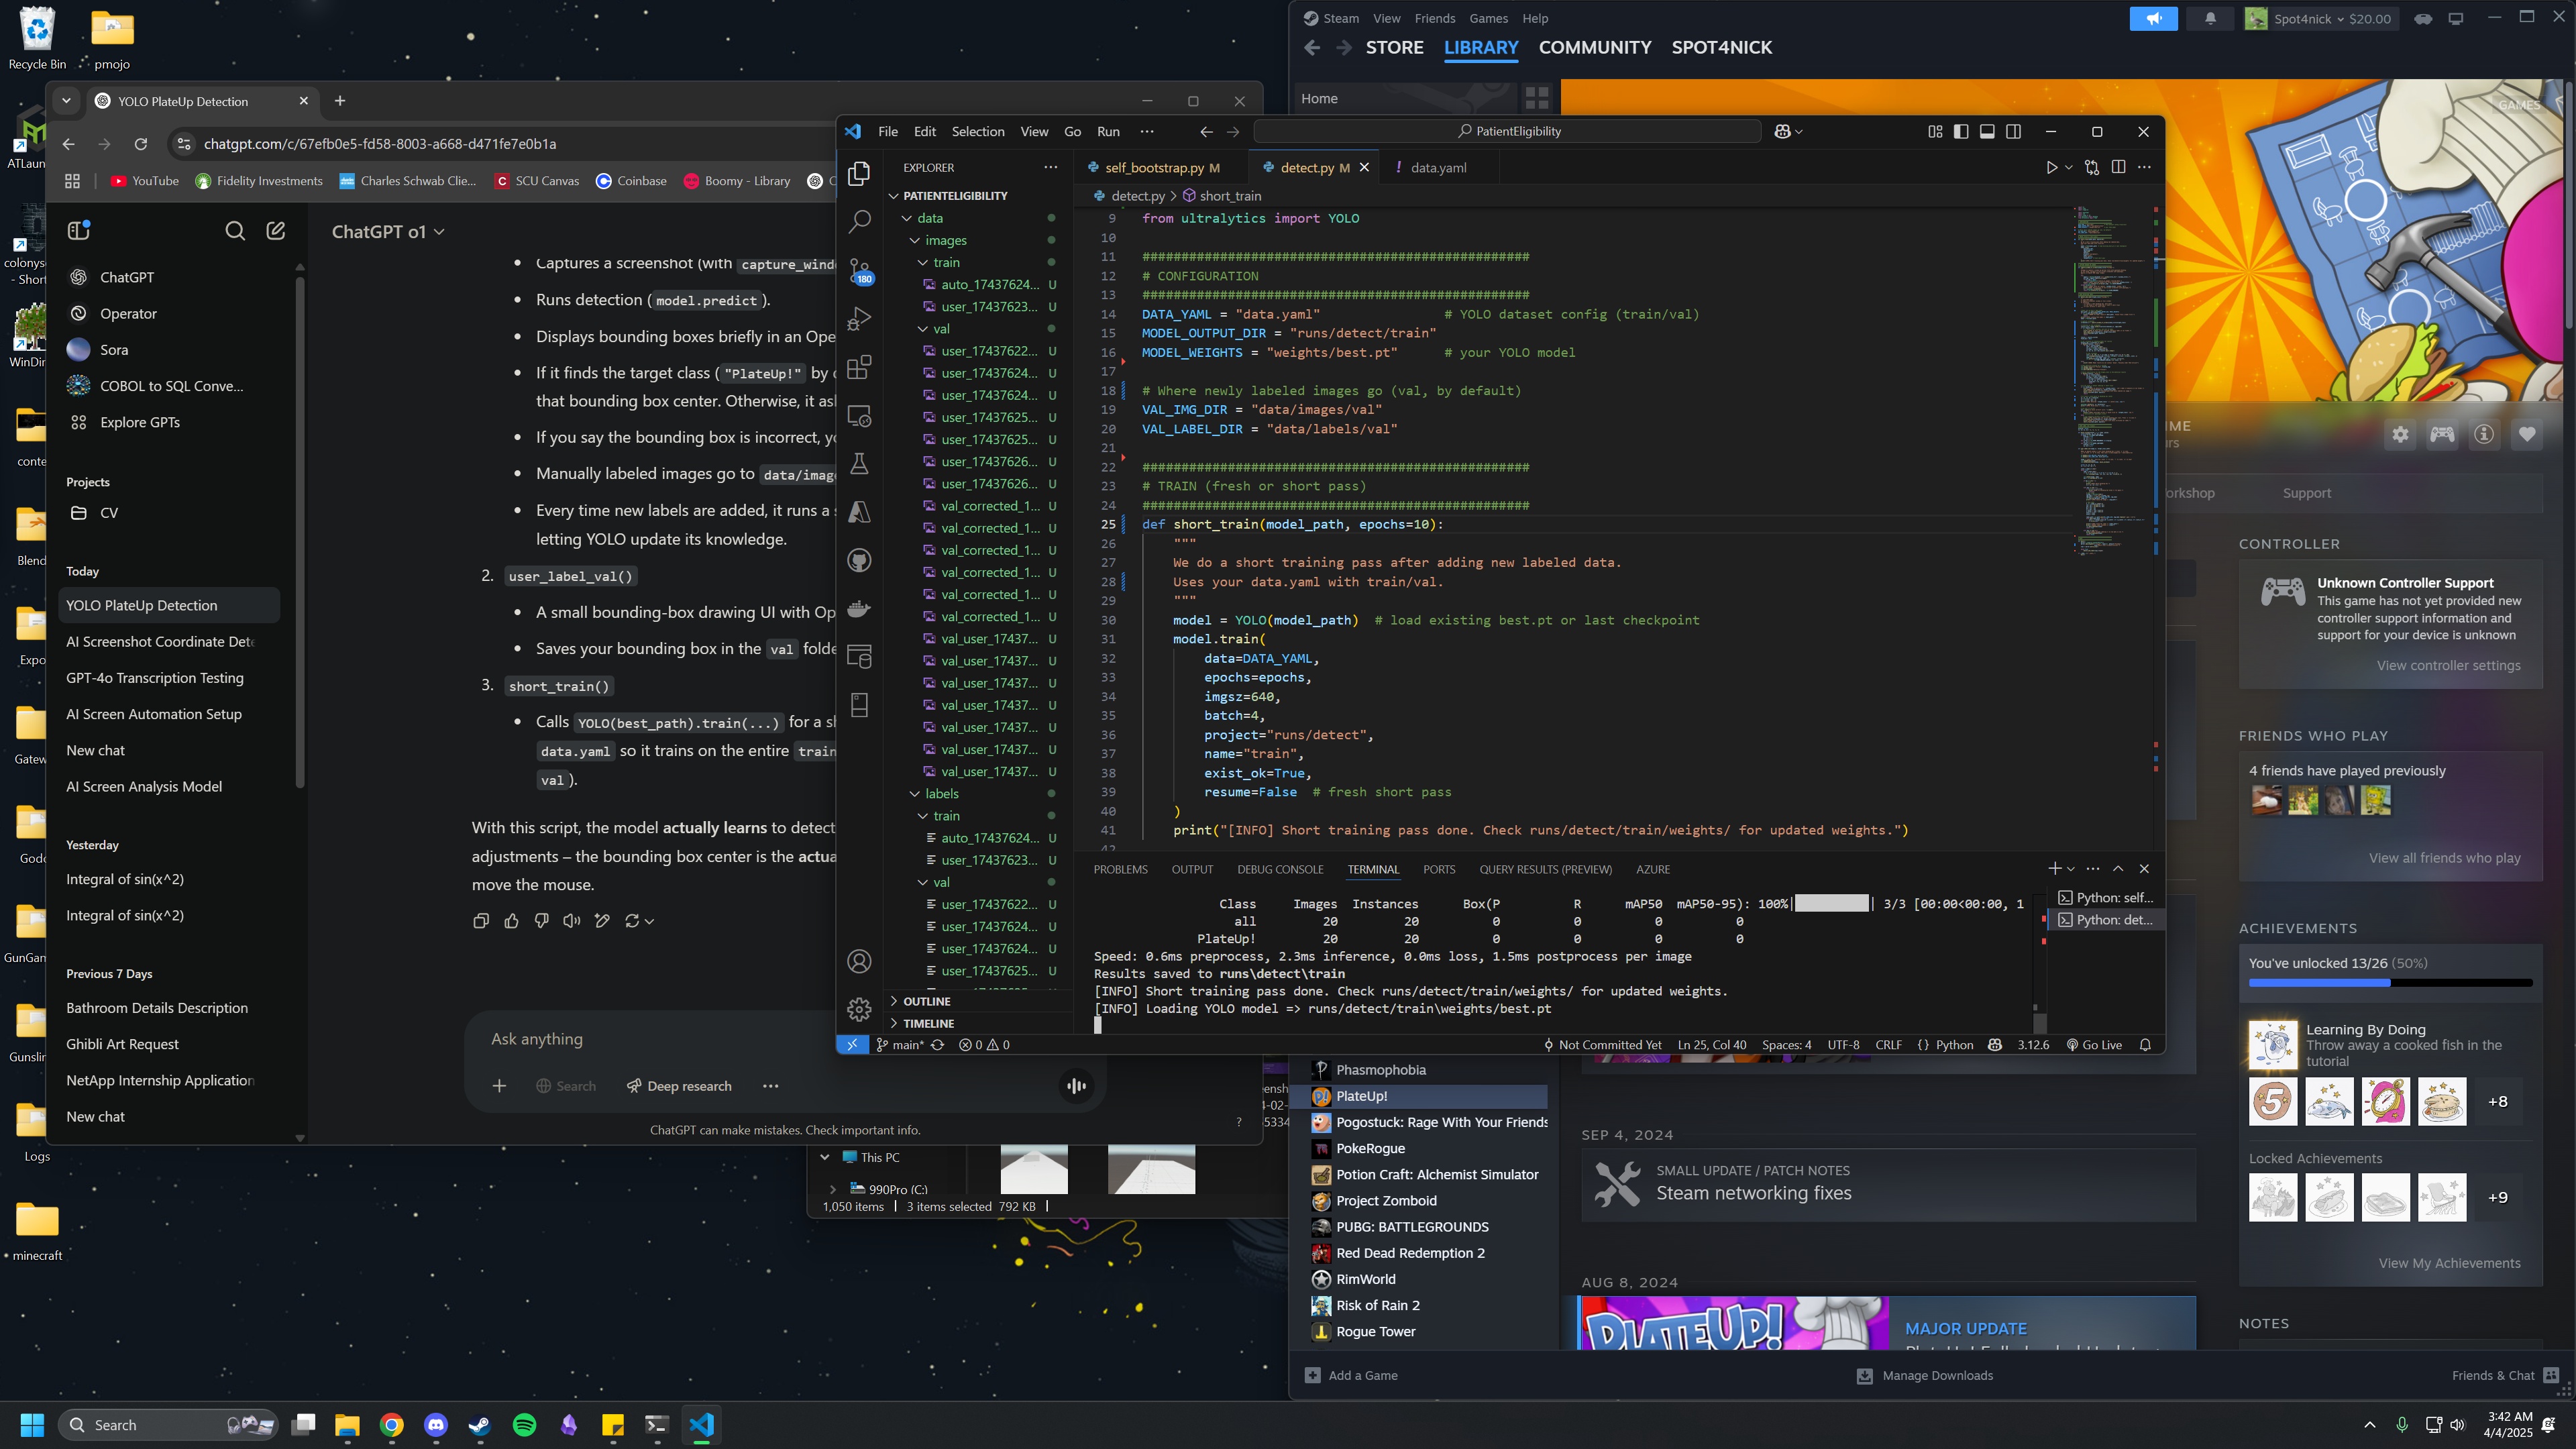 Recycle Bin
pmojo
ATLaun
colonys
- Short
WinDir
conte
Blend
Expo
Gatew
Godo
GunGan
Gunslin
Logs
minecraft
YOLO PlateUp Detection
chatgpt.com/c/67efb0e5-fd58-8003-a668-d471fe7e0b1a
YouTube
Fidelity Investments
Charles Schwab Clie...
SCU Canvas
Coinbase
Boomy - Library
ChatGPT
Operator
Sora
COBOL to SQL Conve...
Explore GPTs
Projects
CV
Today
YOLO PlateUp Detection
AI Screenshot Coordinate Dete
GPT-4o Transcription Testing
AI Screen Automation Setup
New chat
AI Screen Analysis Model
Yesterday
Integral of sin(x^2)
Integral of sin(x^2)
Previous 7 Days
Bathroom Details Description
Ghibli Art Request
NetApp Internship Application
New chat
ChatGPT o1
Captures a screenshot (with capture_windo
Runs detection (model.predict).
Displays bounding boxes briefly in an Ope
If it finds the target class ("PlateUp!" by d
that bounding box center. Otherwise, it asl
If you say the bounding box is incorrect, yo
Manually labeled images go to data/image
Every time new labels are added, it runs a s
letting YOLO update its knowledge.
2. user_label_val()
A small bounding-box drawing UI with Op
Saves your bounding box in the val folde
3. short_train()
Calls YOLO(best_path).train(...) for a sh
data.yaml so it trains on the entire train
val ).
With this script, the model actually learns to detect
adjustments – the bounding box center is the actua
move the mouse.
Ask anything
Search
Deep research
ChatGPT can make mistakes. Check important info.
?
This PC
990Pro (C:)
1,050 items
3 items selected 792 KB
File Edit Selection View Go Run
PatientEligibility
EXPLORER
PATIENTELIGIBILITY
data
images
train
auto_17437624... U
user_17437623... U
val
user_17437622... U
user_17437624... U
user_17437624... U
user_17437625... U
user_17437625... U
user_17437626... U
user_17437626... U
val_corrected_1... U
val_corrected_1... U
val_corrected_1... U
val_corrected_1... U
val_corrected_1... U
val_corrected_1... U
val_user_17437... U
val_user_17437... U
val_user_17437... U
val_user_17437... U
val_user_17437... U
val_user_17437... U
val_user_17437... U
labels
train
auto_17437624... U
user_17437623... U
val
user_17437622... U
user_17437624... U
user_17437624... U
user_17437625... U
OUTLINE
TIMELINE
180
self_bootstrap.py M
detect.py M
data.yaml
detect.py > short_train
9 from ultralytics import YOLO
10
11 ##################################################
12 # CONFIGURATION
13 ##################################################
14 DATA_YAML = "data.yaml" # YOLO dataset config (train/val)
15 MODEL_OUTPUT_DIR = "runs/detect/train"
16 MODEL_WEIGHTS = "weights/best.pt" # your YOLO model
17
18 # Where newly labeled images go (val, by default)
19 VAL_IMG_DIR = "data/images/val"
20 VAL_LABEL_DIR = "data/labels/val"
21
22 ##################################################
23 # TRAIN (fresh or short pass)
24 ##################################################
25 def short_train(model_path, epochs=10):
26 """
27 We do a short training pass after adding new labeled data.
28 Uses your data.yaml with train/val.
29 """
30 model = YOLO(model_path) # load existing best.pt or last checkpoint
31 model.train(
32 data=DATA_YAML,
33 epochs=epochs,
34 imgsz=640,
35 batch=4,
36 project="runs/detect",
37 name="train",
38 exist_ok=True,
39 resume=False # fresh short pass
40 )
41 print("[INFO] Short training pass done. Check runs/detect/train/weights/ for updated weights.")
42
PROBLEMS OUTPUT DEBUG CONSOLE TERMINAL PORTS QUERY RESULTS (PREVIEW) AZURE
Class Images Instances Box(P R mAP50 mAP50-95): 100%| | 3/3 [00:00<00:00, 1
all 20 20 0 0 0 0
PlateUp! 20 20 0 0 0 0
Speed: 0.6ms preprocess, 2.3ms inference, 0.0ms loss, 1.5ms postprocess per image
Results saved to runs\detect\train
[INFO] Short training pass done. Check runs/detect/train/weights/ for updated weights.
[INFO] Loading YOLO model => runs/detect/train\weights/best.pt
Python: self...
Python: det...
main* 0 0
Not Committed Yet Ln 25, Col 40 Spaces: 4 UTF-8 CRLF {} Python 3.12.6 Go Live
Steam View Friends Games Help
Spot4nick $20.00
STORE LIBRARY COMMUNITY SPOT4NICK
Home
GAMES
orkshop
Support
CONTROLLER
Unknown Controller Support
This game has not yet provided new
controller support information and
support for your device is unknown
View controller settings
FRIENDS WHO PLAY
4 friends have played previously
View all friends who play
ACHIEVEMENTS
You've unlocked 13/26 (50%)
Learning By Doing
Throw away a cooked fish in the
tutorial
5
+8
Locked Achievements
+9
View My Achievements
NOTES
Phasmophobia
PlateUp!
Pogostuck: Rage With Your Friends
PokeRogue
Potion Craft: Alchemist Simulator
Project Zomboid
PUBG: BATTLEGROUNDS
Red Dead Redemption 2
RimWorld
Risk of Rain 2
Rogue Tower
SEP 4, 2024
SMALL UPDATE / PATCH NOTES
Steam networking fixes
AUG 8, 2024
PLATEUP!
MAJOR UPDATE
Add a Game
Manage Downloads
Friends & Chat
Search
3:42 AM
4/4/2025